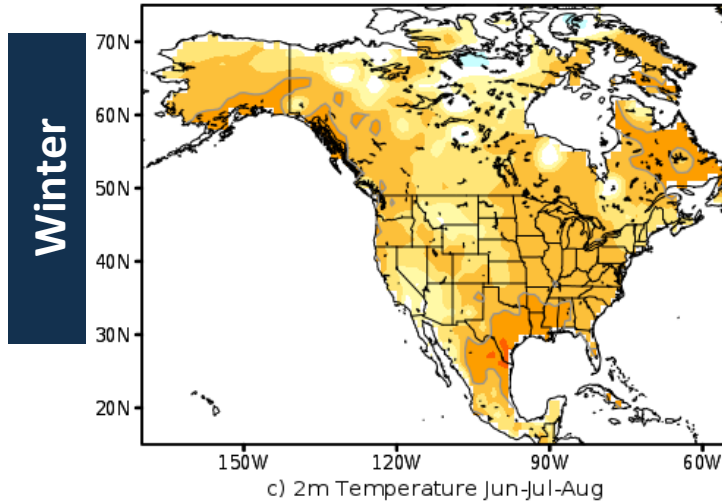 Winter
70N
60N
50N
40N
30N
20N
150W 120W 90W 60W
c) 2m Temperature Jun-Jul-Aug